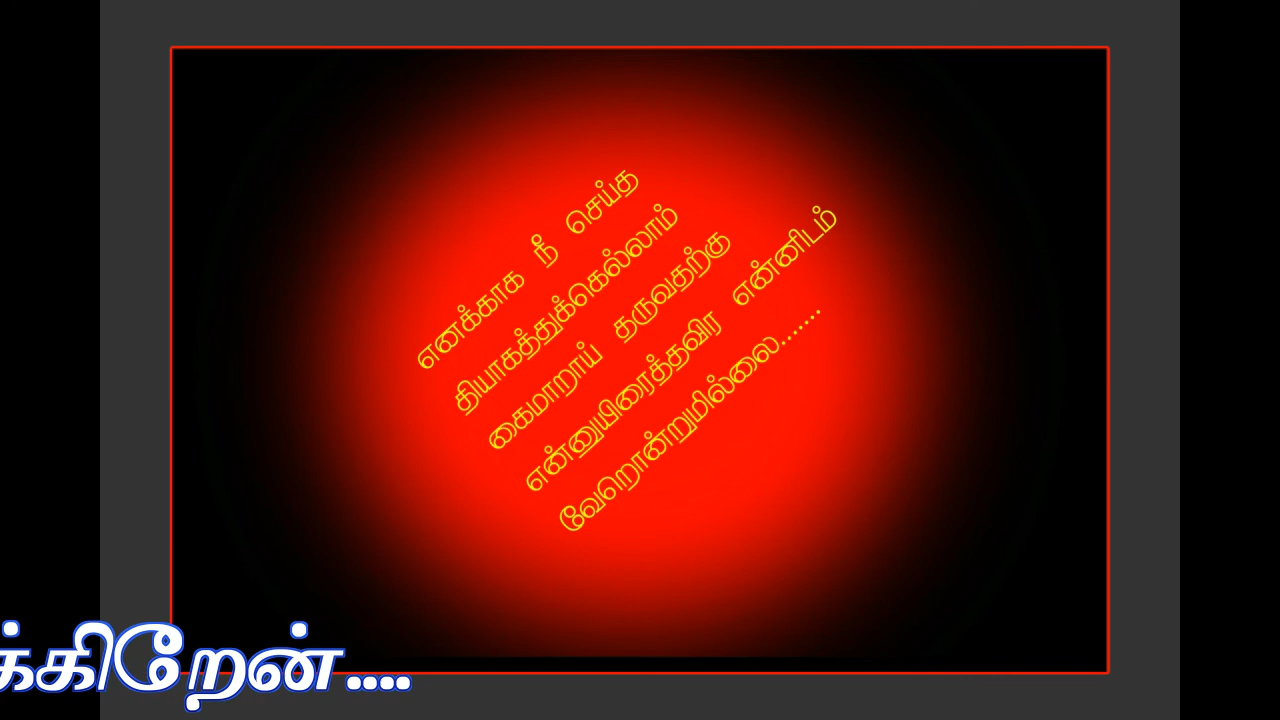 எனக்காக நீ செய்த
தியாகத்துக்கெல்லாம்
கைமாறாய் தருவதற்கு
என்னுயிரைத்தவிர என்னிடம்
வேறொன்றுமில்லை.......
க்கிறேன்....